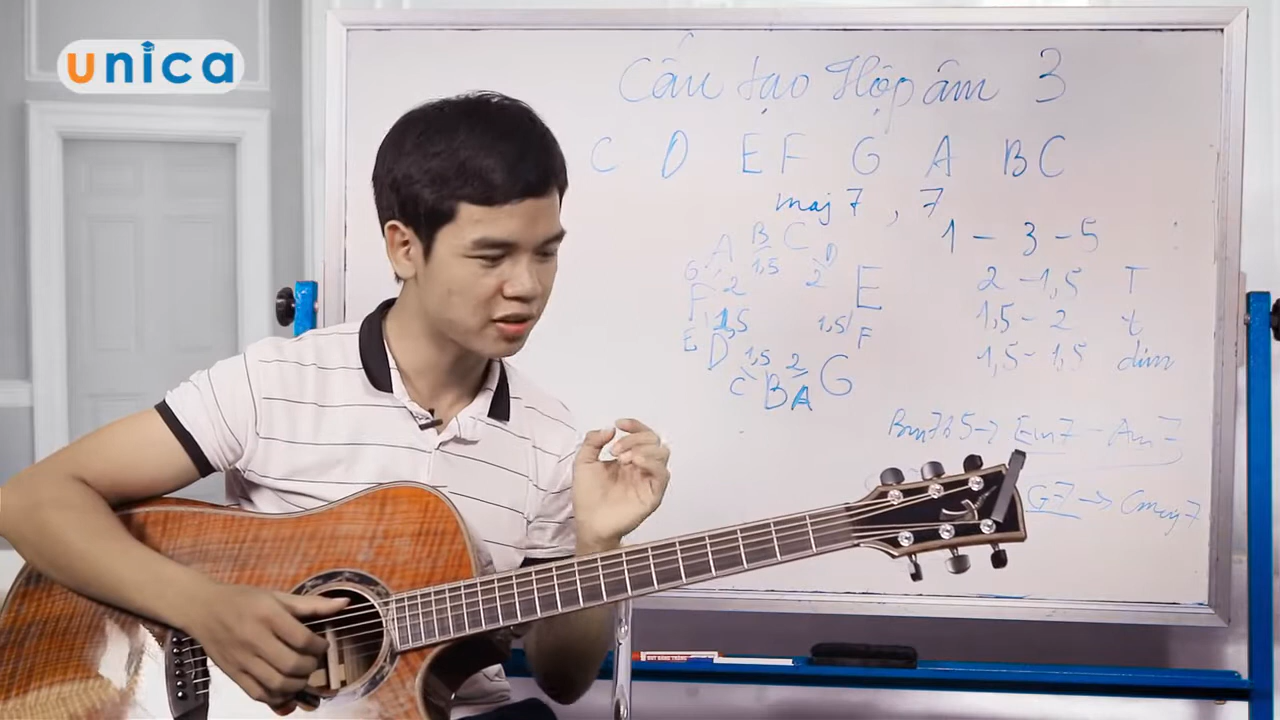 unica
Cấu tạo Hợp âm 3
C D E F G A B C
maj 7 , 7
1 - 3 - 5
A B C D
G 2 1,5 2 E
F 1,5 1,5 F
E D 1,5 2 G
C B A
2 - 1,5 T
1,5 - 2 t
1,5 - 1,5 dim
Bm7b5 → Em7 - Am7
G7 → Cmaj7